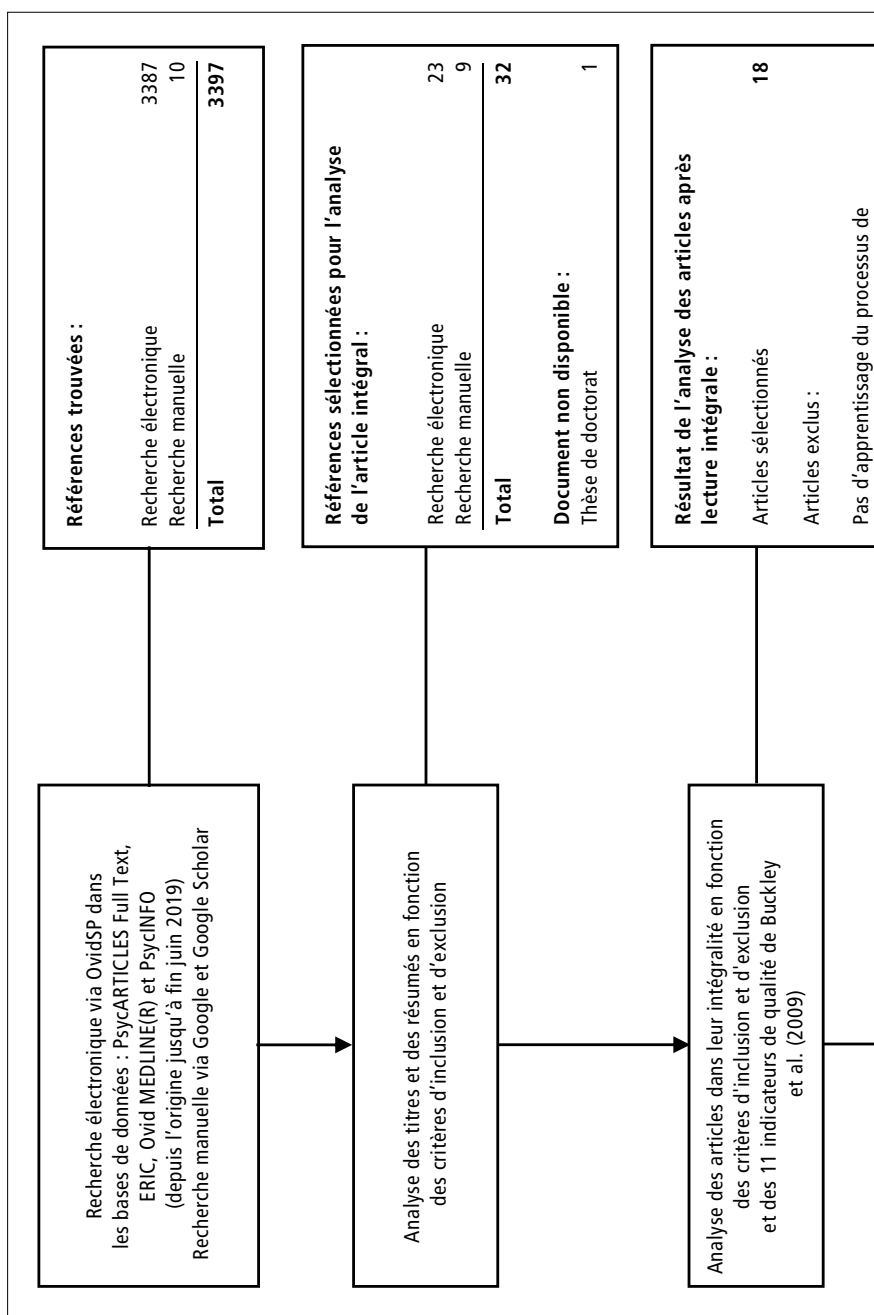 Recherche électronique via OvidSP dans
les bases de données : PsycARTICLES Full Text,
ERIC, Ovid MEDLINE(R) et PsycINFO
(depuis l'origine jusqu'à fin juin 2019)
Recherche manuelle via Google et Google Scholar
Références trouvées :
Recherche électronique 3387
Recherche manuelle 10
Total 3397
Analyse des titres et des résumés en fonction
des critères d'inclusion et d'exclusion
Références sélectionnées pour l'analyse
de l'article intégral :
Recherche électronique 23
Recherche manuelle 9
Total 32
Document non disponible :
Thèse de doctorat 1
Analyse des articles dans leur intégralité en fonction
des critères d'inclusion et d'exclusion
et des 11 indicateurs de qualité de Buckley
et al. (2009)
Résultat de l'analyse des articles après
lecture intégrale :
Articles sélectionnés 18
Articles exclus :
Pas d'apprentissage du processus de